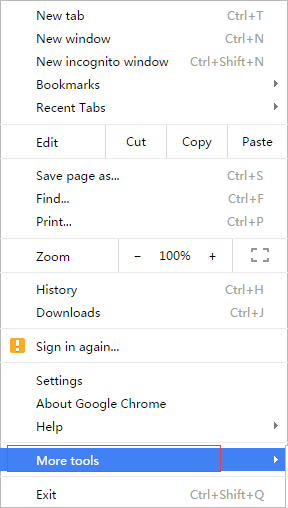 New tab Ctrl+T
New window Ctrl+N
New incognito window Ctrl+Shift+N
Bookmarks
Recent Tabs
Edit Cut Copy Paste
Save page as... Ctrl+S
Find... Ctrl+F
Print... Ctrl+P
Zoom − 100% +
History Ctrl+H
Downloads Ctrl+J
Sign in again...
Settings
About Google Chrome
Help
More tools
Exit Ctrl+Shift+Q